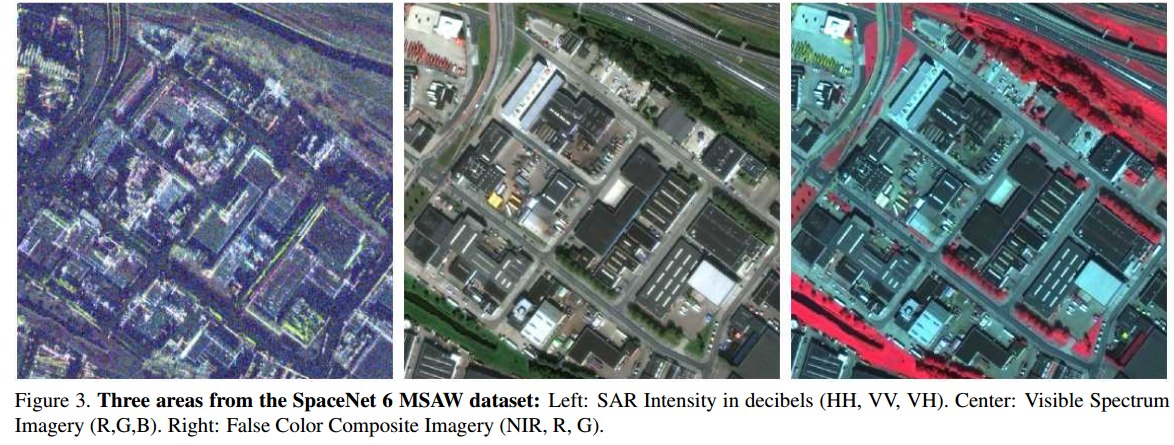 Figure 3. Three areas from the SpaceNet 6 MSAW dataset: Left: SAR Intensity in decibels (HH, VV, VH). Center: Visible Spectrum
Imagery (R,G,B). Right: False Color Composite Imagery (NIR, R, G).